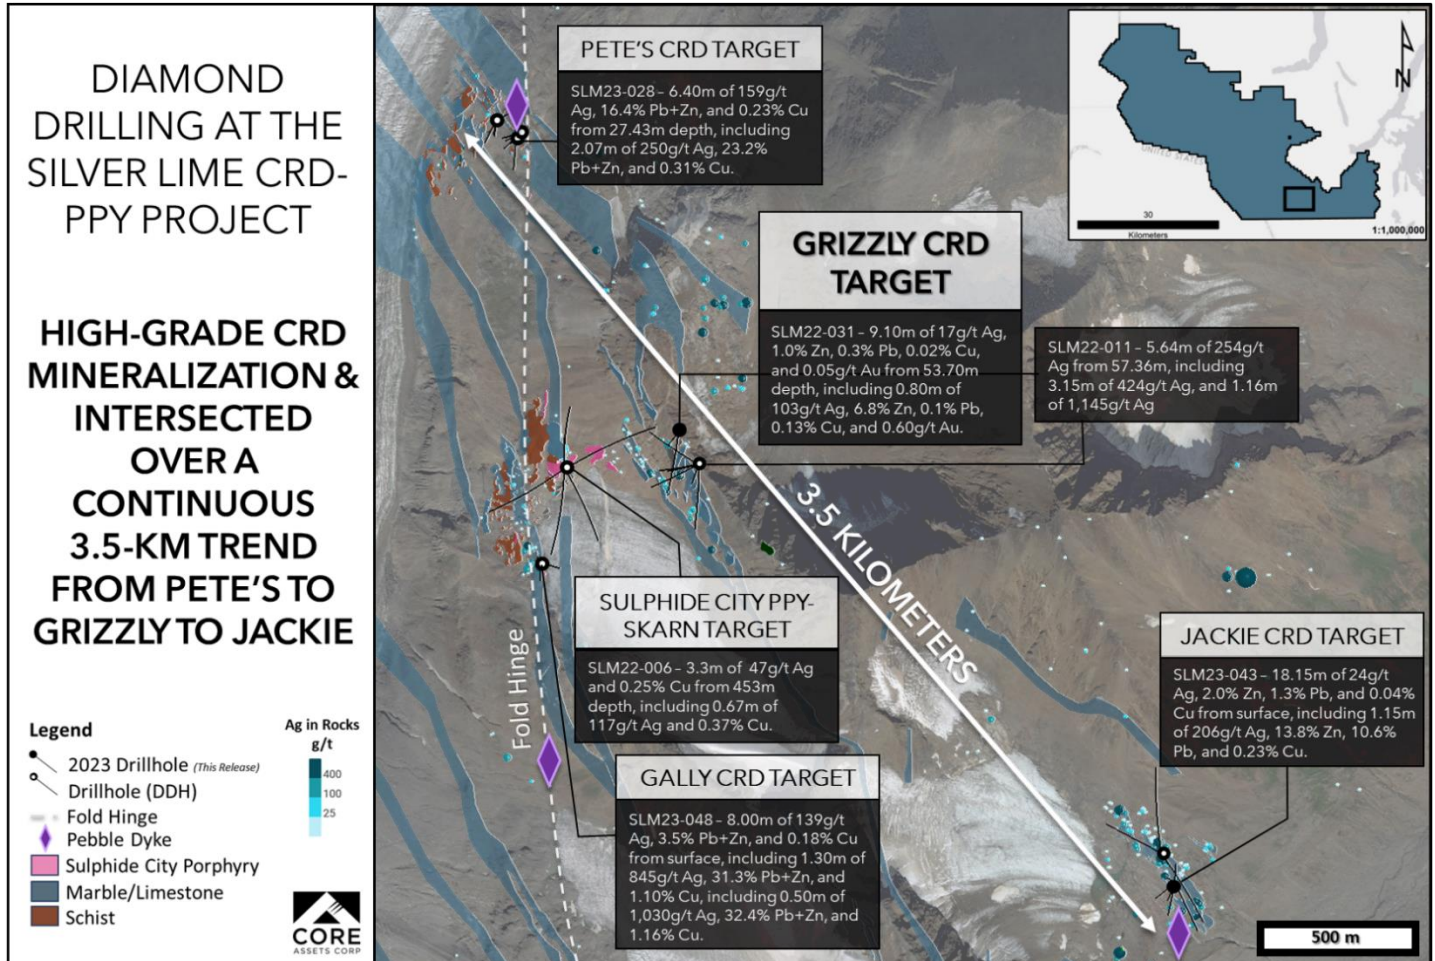 DIAMOND
DRILLING AT THE
SILVER LIME CRD-
PPY PROJECT
HIGH-GRADE CRD
MINERALIZATION &
INTERSECTED
OVER A
CONTINUOUS
3.5-KM TREND
FROM PETE'S TO
GRIZZLY TO JACKIE
Legend
2023 Drillhole (This Release)
Drillhole (DDH)
Fold Hinge
Pebble Dyke
Sulphide City Porphyry
Marble/Limestone
Schist
Ag in Rocks
g/t
400
100
25
CORE
ASSETS CORP
PETE'S CRD TARGET
SLM23-028 – 6.40m of 159g/t
Ag, 16.4% Pb+Zn, and 0.23% Cu
from 27.43m depth, including
2.07m of 250g/t Ag, 23.2%
Pb+Zn, and 0.31% Cu.
GRIZZLY CRD
TARGET
SLM22-031 – 9.10m of 17g/t Ag,
1.0% Zn, 0.3% Pb, 0.02% Cu,
and 0.05g/t Au from 53.70m
depth, including 0.80m of
103g/t Ag, 6.8% Zn, 0.1% Pb,
0.13% Cu, and 0.60g/t Au.
SLM22-011 – 5.64m of 254g/t
Ag from 57.36m, including
3.15m of 424g/t Ag, and 1.16m
of 1,145g/t Ag
UNITED STATES
N
30
Kilometers
1:1,000,000
3.5 KILOMETERS
Fold Hinge
SULPHIDE CITY PPY-
SKARN TARGET
SLM22-006 – 3.3m of 47g/t Ag
and 0.25% Cu from 453m
depth, including 0.67m of
117g/t Ag and 0.37% Cu.
GALLY CRD TARGET
SLM23-048 – 8.00m of 139g/t
Ag, 3.5% Pb+Zn, and 0.18% Cu
from surface, including 1.30m of
845g/t Ag, 31.3% Pb+Zn, and
1.10% Cu, including 0.50m of
1,030g/t Ag, 32.4% Pb+Zn, and
1.16% Cu.
JACKIE CRD TARGET
SLM23-043 – 18.15m of 24g/t
Ag, 2.0% Zn, 1.3% Pb, and 0.04%
Cu from surface, including 1.15m
of 206g/t Ag, 13.8% Zn, 10.6%
Pb, and 0.23% Cu.
500 m